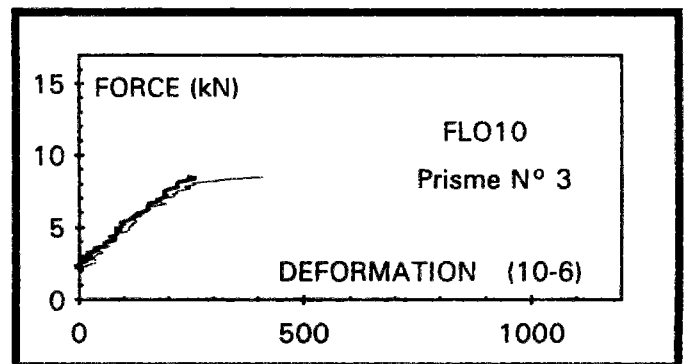 15 FORCE (kN)
FLO10
10
Prisme N° 3
5
DEFORMATION (10-6)
0
0 500 1000